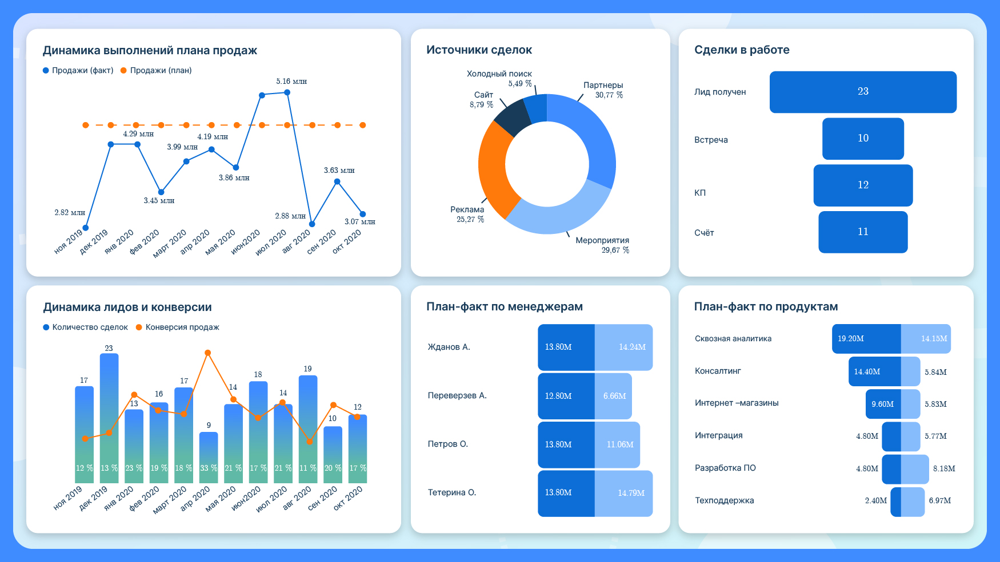 Динамика выполнений плана продаж
Продажи (факт)
Продажи (план)
5.16 млн
4.29 млн
4.19 млн
3.99 млн
3.86 млн
3.63 млн
3.45 млн
2.82 млн
2.88 млн
3.07 млн
ноя 2019
дек 2019
янв 2020
фев 2020
март 2020
апр 2020
мая 2020
июн2020
июл 2020
авг 2020
сен 2020
окт 2020
Источники сделок
Холодный поиск
5,49 %
Партнеры
30,77 %
Сайт
8,79 %
Реклама
25,27 %
Мероприятия
29,67 %
Сделки в работе
Лид получен
23
Встреча
10
КП
12
Счёт
11
Динамика лидов и конверсии
Количество сделок
Конверсия продаж
17
23
13
16
17
9
14
18
14
19
10
12
12 %
13 %
23 %
19 %
18 %
33 %
21 %
17 %
21 %
11 %
20 %
17 %
ноя 2019
дек 2019
янв 2020
фев 2020
март 2020
апр 2020
мая 2020
июн2020
июл 2020
авг 2020
сен 2020
окт 2020
План-факт по менеджерам
Жданов А.
13.80M
14.24M
Переверзев А.
12.80M
6.66M
Петров О.
13.80M
11.06M
Тетерина О.
13.80M
14.79M
План-факт по продуктам
Сквозная аналитика
19.20M
14.15M
Консалтинг
14.40M
5.84M
Интернет –магазины
9.60M
5.83M
Интеграция
4.80M
5.77M
Разработка ПО
4.80M
8.18M
Техподдержка
2.40M
6.97M